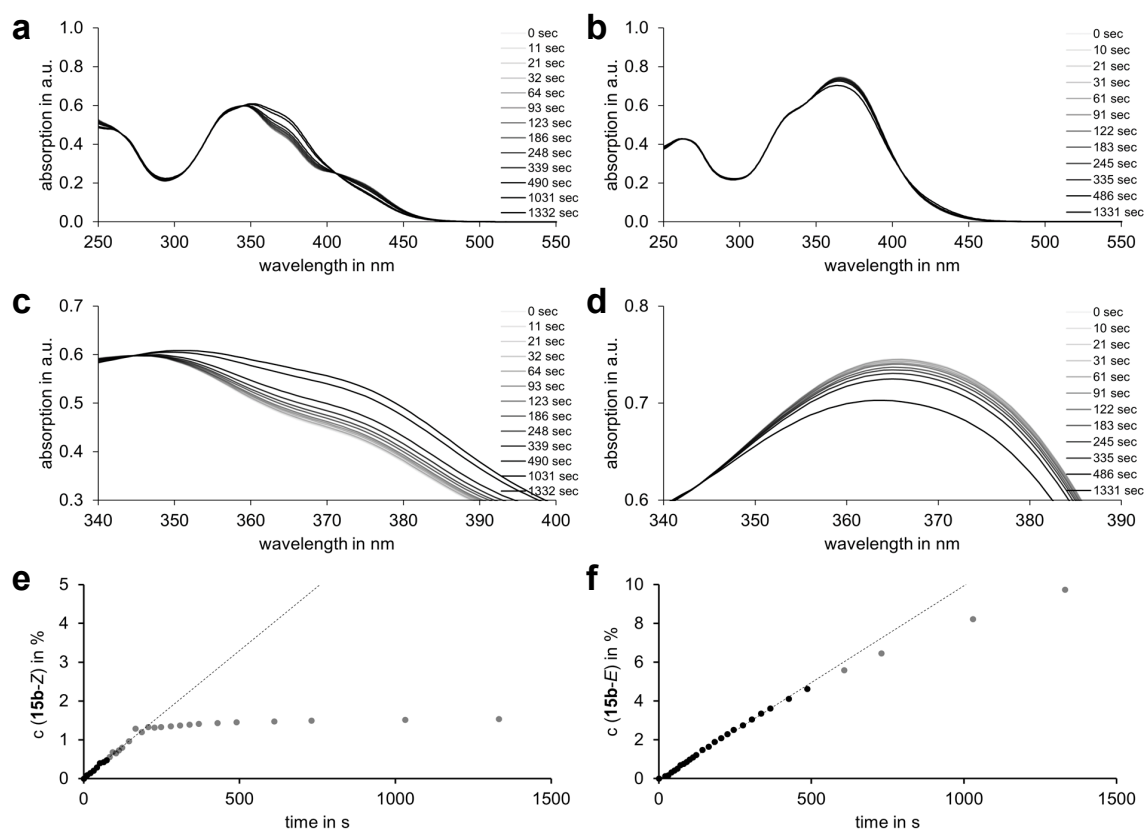 a
1.0
0.8
0.6
0.4
0.2
0.0
absorption in a.u.
250 300 350 400 450 500 550
wavelength in nm
0 sec
11 sec
21 sec
32 sec
64 sec
93 sec
123 sec
186 sec
248 sec
339 sec
490 sec
1031 sec
1332 sec
b
1.0
0.8
0.6
0.4
0.2
0.0
absorption in a.u.
250 300 350 400 450 500 550
wavelength in nm
0 sec
10 sec
21 sec
31 sec
61 sec
91 sec
122 sec
183 sec
245 sec
335 sec
486 sec
1331 sec
c
0.7
0.6
0.5
0.4
0.3
absorption in a.u.
340 350 360 370 380 390 400
wavelength in nm
0 sec
11 sec
21 sec
32 sec
64 sec
93 sec
123 sec
186 sec
248 sec
339 sec
490 sec
1031 sec
1332 sec
d
0.8
0.7
0.6
absorption in a.u.
340 350 360 370 380 390
wavelength in nm
0 sec
10 sec
21 sec
31 sec
61 sec
91 sec
122 sec
183 sec
245 sec
335 sec
486 sec
1331 sec
e
5
4
3
2
1
0
c (15b-Z) in %
0 500 1000 1500
time in s
f
10
8
6
4
2
0
c (15b-E) in %
0 500 1000 1500
time in s